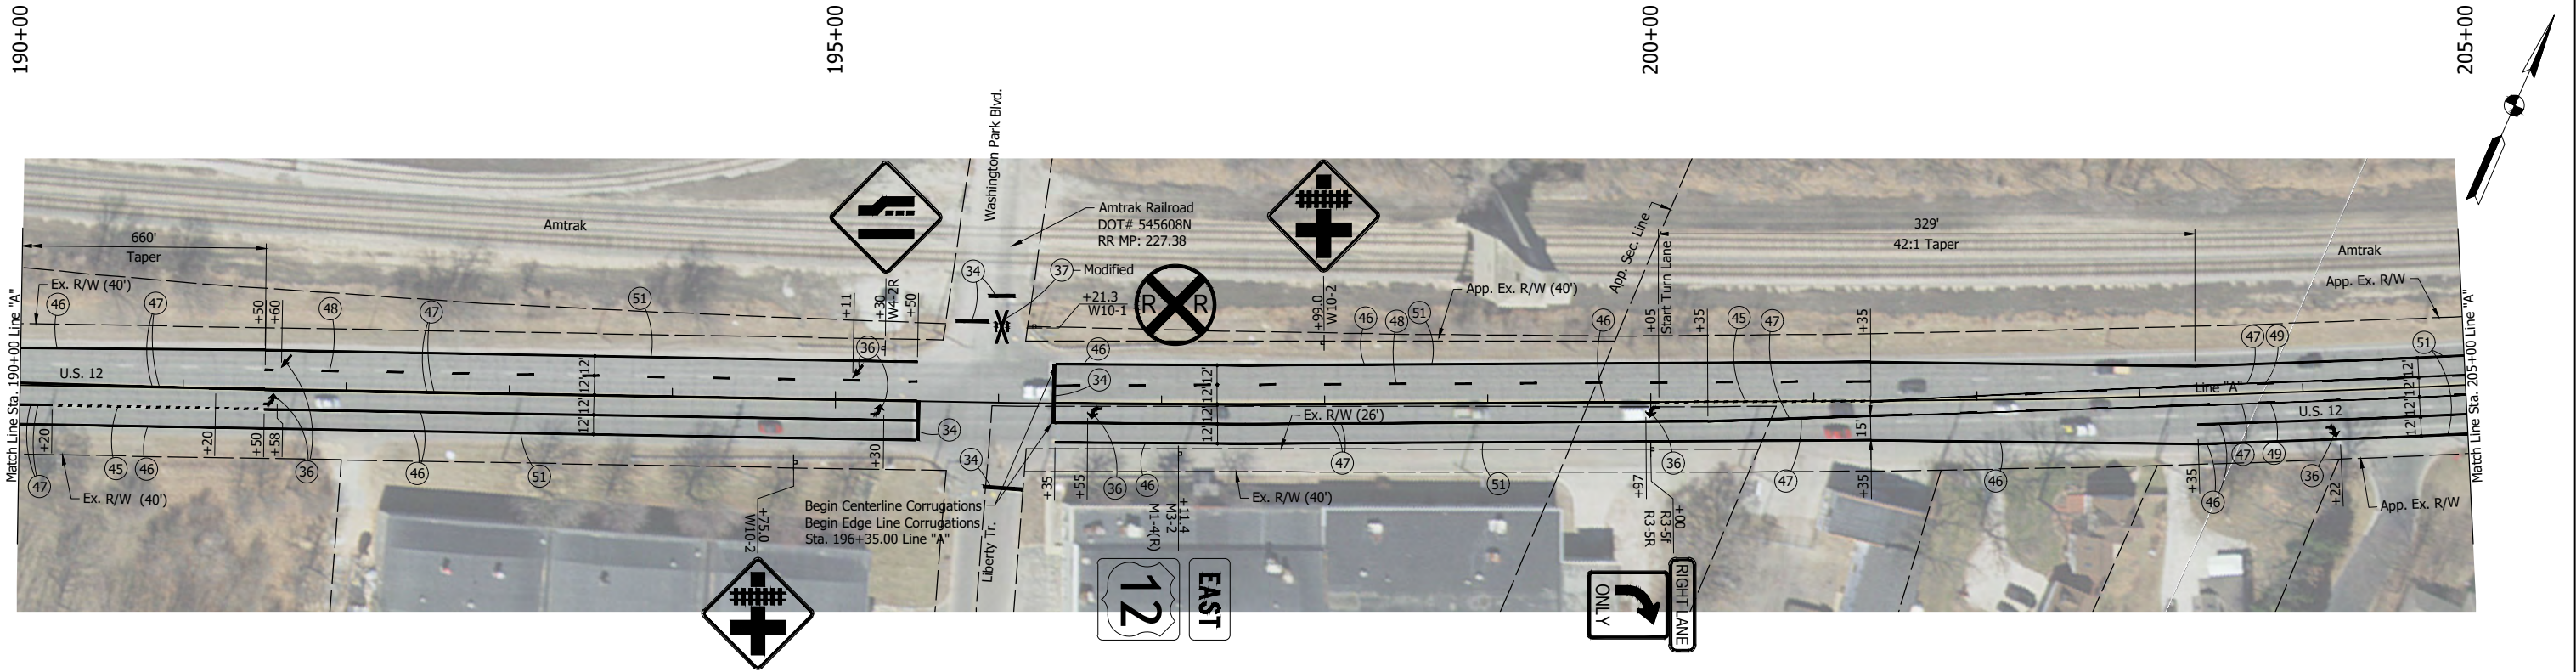 190+00
195+00
200+00
205+00
Match Line Sta. 190+00 Line "A"
660'
Taper
Amtrak
Ex. R/W (40')
46
47
+50
+60
48
47
51
+11
+30
W4-2R
+50
36
Washington Park Blvd.
Amtrak Railroad
DOT# 545608N
RR MP: 227.38
34
37
Modified
+21.3
W10-1
R
R
+99.0
W10-2
46
48
51
App. Ex. R/W (40')
46
App. Sec. Line
+05
Start Turn Lane
+35
45
47
+35
329'
42:1 Taper
Amtrak
App. Ex. R/W
47
49
51
U.S. 12
12'
12'
12'
12'
46
34
12'
12'
12'
12'
Ex. R/W (26')
Line "A"
U.S. 12
12'
12'
12'
12'
15'
47
+20
45
46
Ex. R/W (40')
+20
+50
+58
36
46
51
+75.0
W10-2
+30
34
34
Begin Centerline Corrugations
Begin Edge Line Corrugations
Sta. 196+35.00 Line "A"
Liberty Tr.
+35
+55
36
46
+11.4
M3-2
M1-4(R)
12
EAST
Ex. R/W (40')
47
51
+97
36
+00
R3-5f
R3-5R
ONLY
RIGHT LANE
47
+35
46
+35
46
47
49
36
+22
App. Ex. R/W
Match Line Sta. 205+00 Line "A"